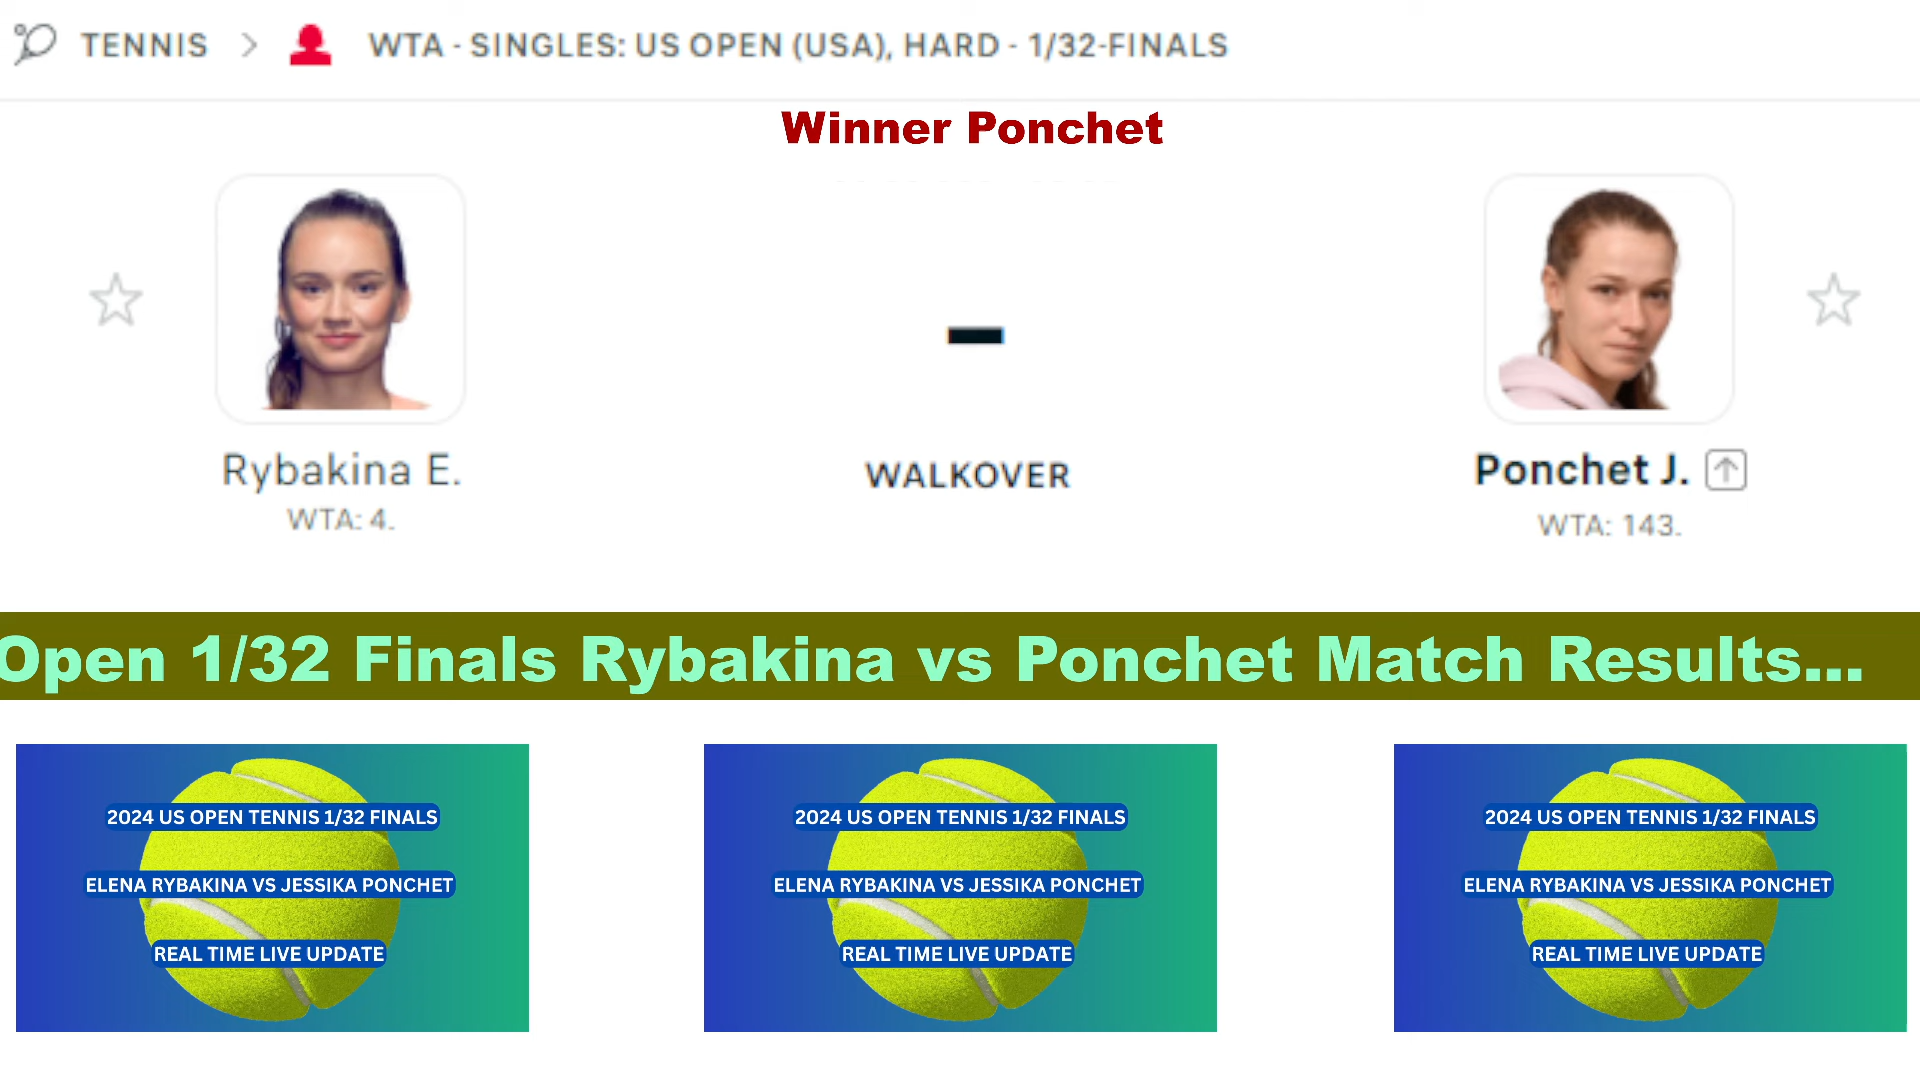 TENNIS > WTA - SINGLES: US OPEN (USA), HARD - 1/32-FINALS
Winner Ponchet
-
Rybakina E.
WTA: 4.
WALKOVER
Ponchet J.
WTA: 143.
Open 1/32 Finals Rybakina vs Ponchet Match Results...
2024 US OPEN TENNIS 1/32 FINALS
ELENA RYBAKINA VS JESSIKA PONCHET
REAL TIME LIVE UPDATE
2024 US OPEN TENNIS 1/32 FINALS
ELENA RYBAKINA VS JESSIKA PONCHET
REAL TIME LIVE UPDATE
2024 US OPEN TENNIS 1/32 FINALS
ELENA RYBAKINA VS JESSIKA PONCHET
REAL TIME LIVE UPDATE